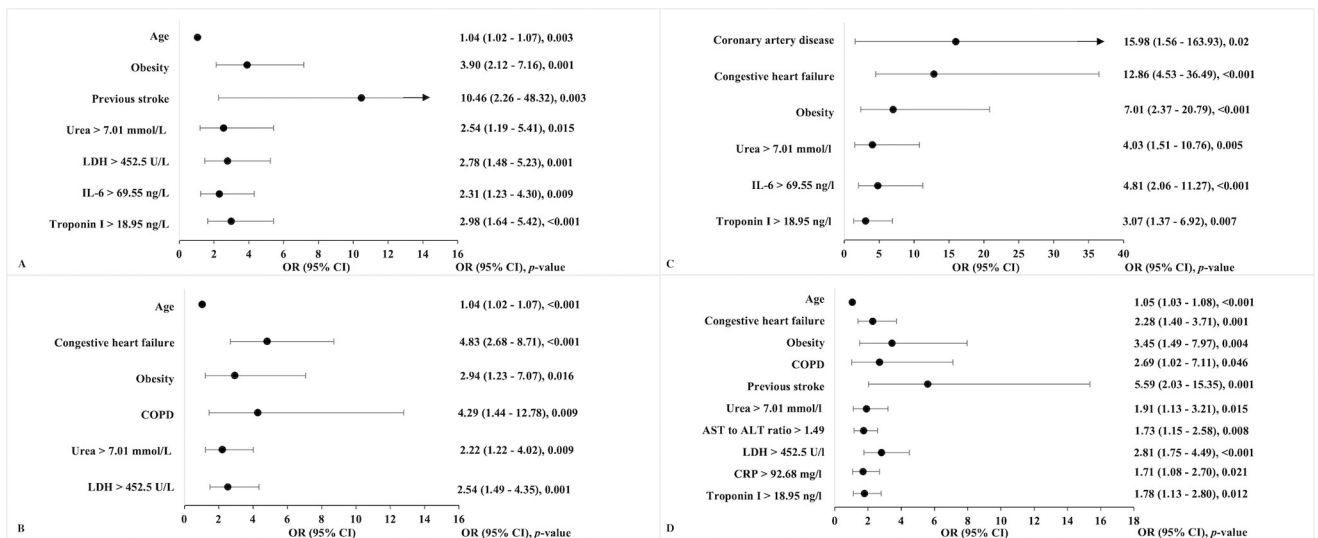 Age 1.04 (1.02 - 1.07), 0.003
Obesity 3.90 (2.12 - 7.16), 0.001
Previous stroke 10.46 (2.26 - 48.32), 0.003
Urea > 7.01 mmol/L 2.54 (1.19 - 5.41), 0.015
LDH > 452.5 U/L 2.78 (1.48 - 5.23), 0.001
IL-6 > 69.55 ng/L 2.31 (1.23 - 4.30), 0.009
Troponin I > 18.95 ng/L 2.98 (1.64 - 5.42), <0.001
0 2 4 6 8 10 12 14 16
A OR (95% CI) OR (95% CI), p-value
Age 1.04 (1.02 - 1.07), <0.001
Congestive heart failure 4.83 (2.68 - 8.71), <0.001
Obesity 2.94 (1.23 - 7.07), 0.016
COPD 4.29 (1.44 - 12.78), 0.009
Urea > 7.01 mmol/L 2.22 (1.22 - 4.02), 0.009
LDH > 452.5 U/L 2.54 (1.49 - 4.35), 0.001
0 2 4 6 8 10 12 14 16
B OR (95% CI) OR (95% CI), p-value
Coronary artery disease 15.98 (1.56 - 163.93), 0.02
Congestive heart failure 12.86 (4.53 - 36.49), <0.001
Obesity 7.01 (2.37 - 20.79), <0.001
Urea > 7.01 mmol/l 4.03 (1.51 - 10.76), 0.005
IL-6 > 69.55 ng/l 4.81 (2.06 - 11.27), <0.001
Troponin I > 18.95 ng/l 3.07 (1.37 - 6.92), 0.007
0 5 10 15 20 25 30 35 40
C OR (95% CI) OR (95% CI), p-value
Age 1.05 (1.03 - 1.08), <0.001
Congestive heart failure 2.28 (1.40 - 3.71), 0.001
Obesity 3.45 (1.49 - 7.97), 0.004
COPD 2.69 (1.02 - 7.11), 0.046
Previous stroke 5.59 (2.03 - 15.35), 0.001
Urea > 7.01 mmol/l 1.91 (1.13 - 3.21), 0.015
AST to ALT ratio > 1.49 1.73 (1.15 - 2.58), 0.008
LDH > 452.5 U/l 2.81 (1.75 - 4.49), <0.001
CRP > 92.68 mg/l 1.71 (1.08 - 2.70), 0.021
Troponin I > 18.95 ng/l 1.78 (1.13 - 2.80), 0.012
0 2 4 6 8 10 12 14 16 18
D OR (95% CI) OR (95% CI), p-value